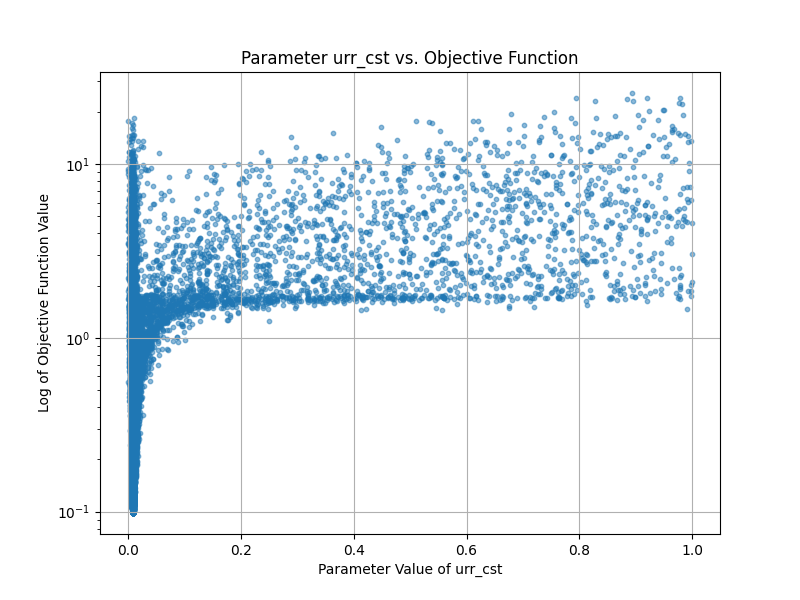 Parameter urr_cst vs. Objective Function
Log of Objective Function Value
10¹
10⁰
10⁻¹
0.0 0.2 0.4 0.6 0.8 1.0
Parameter Value of urr_cst